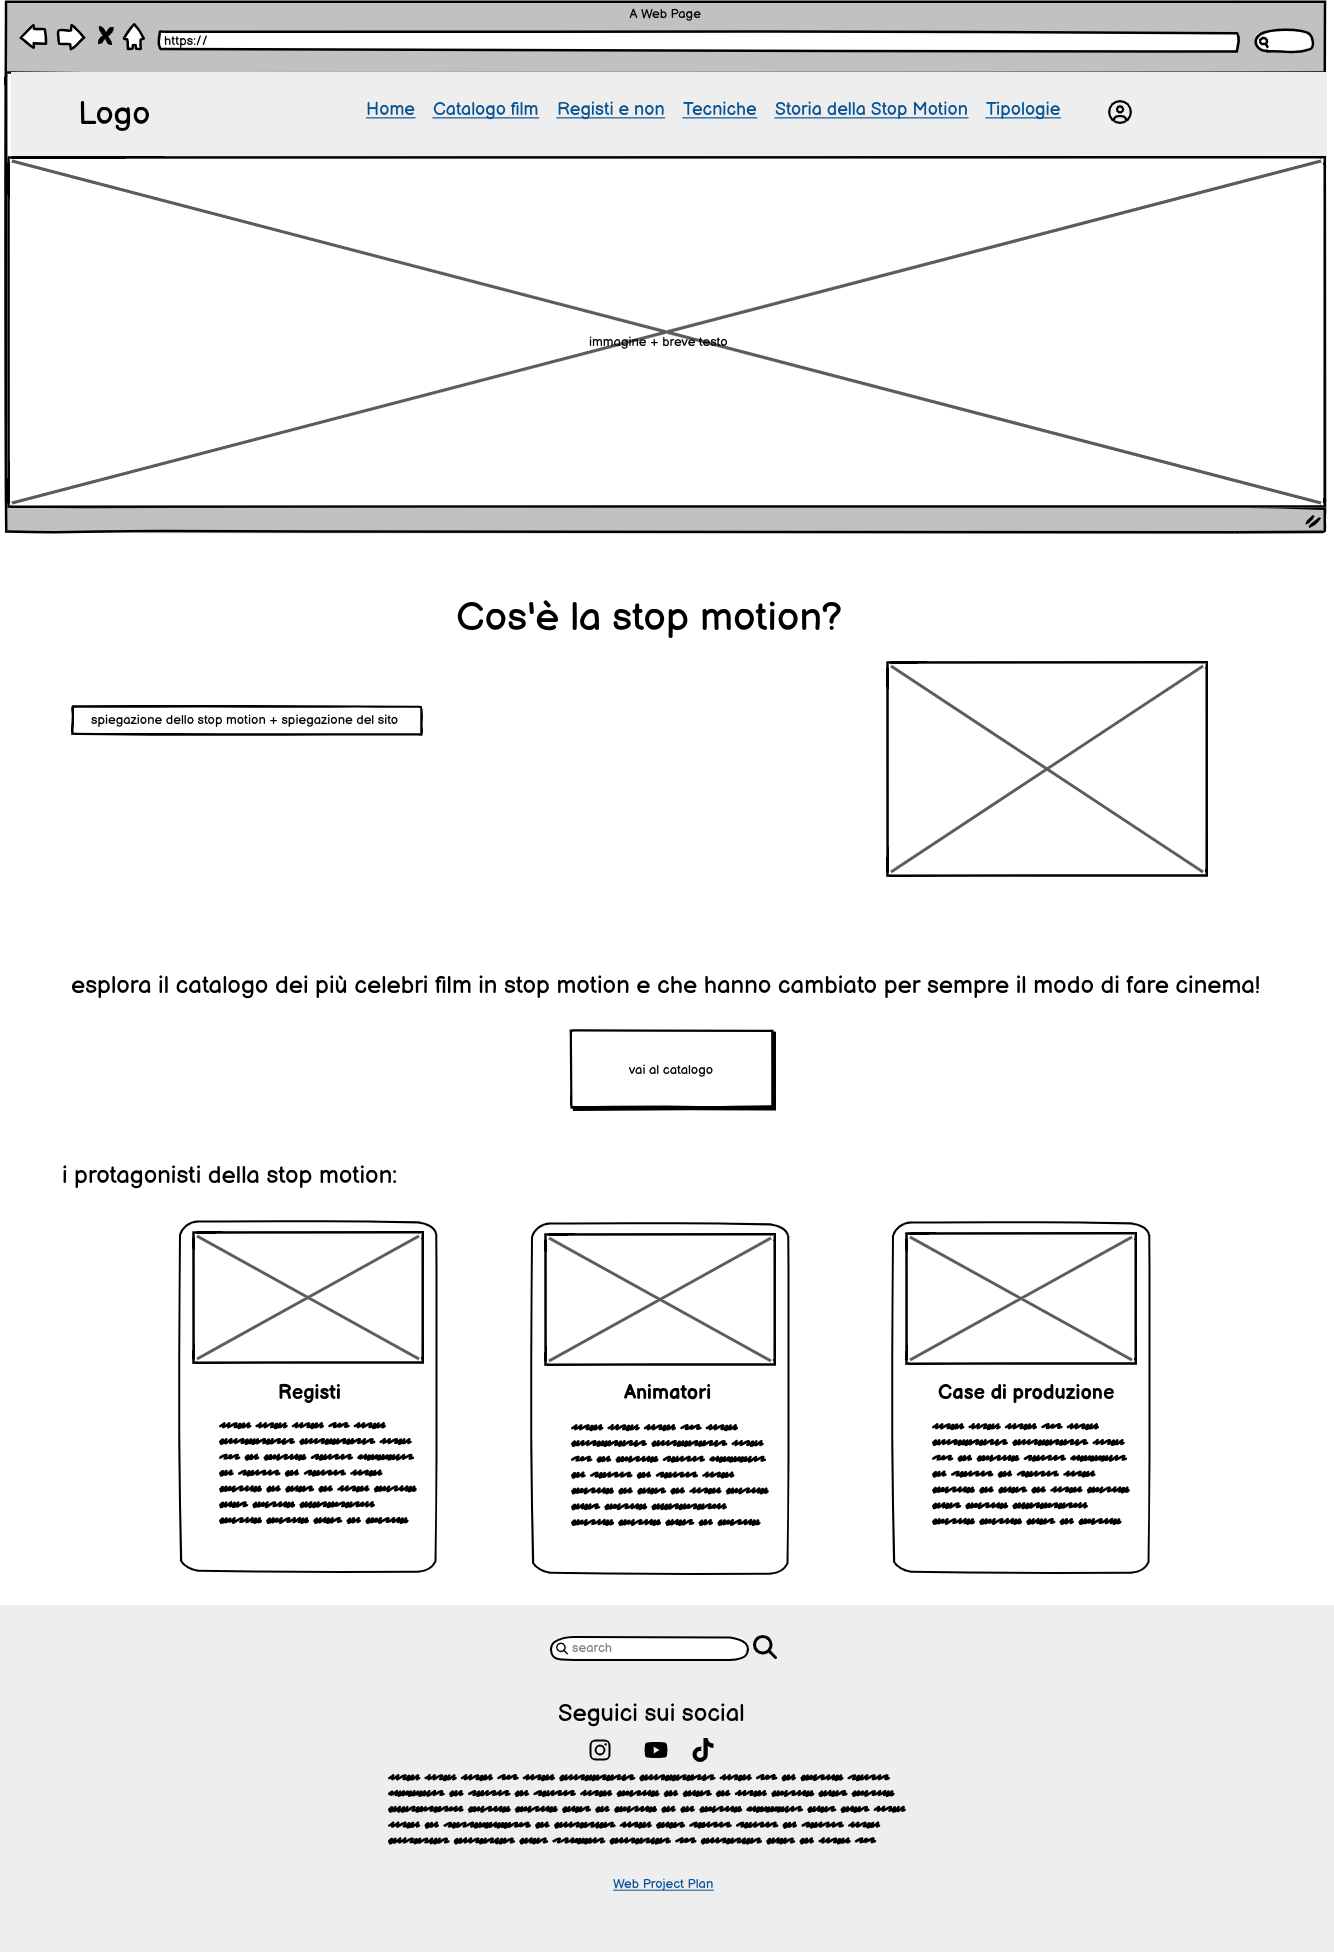 A Web Page
https://
Logo
Home Catalogo film Registi e non Tecniche Storia della Stop Motion Tipologie
immagine + breve testo
Cos'è la stop motion?
spiegazione dello stop motion + spiegazione del sito
esplora il catalogo dei più celebri film in stop motion e che hanno cambiato per sempre il modo di fare cinema!
vai al catalogo
i protagonisti della stop motion:
Registi
Animatori
Case di produzione
search
Seguici sui social
Web Project Plan